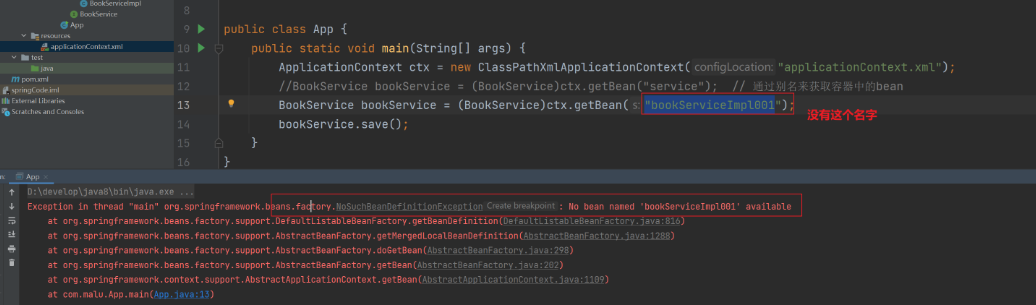 BookServiceImpl
BookService
App
resources
applicationContext.xml
test
java
pom.xml
springCode.iml
External Libraries
Scratches and Consoles
8
9 public class App {
10 public static void main(String[] args) {
11 ApplicationContext ctx = new ClassPathXmlApplicationContext( configLocation: "applicationContext.xml");
12 //BookService bookService = (BookService)ctx.getBean("service"); // 通过别名来获取容器中的bean
13 BookService bookService = (BookService)ctx.getBean( s: "bookServiceImpl001");
没有这个名字
14 bookService.save();
15 }
16 }
App
D:\develop\java8\bin\java.exe ...
Exception in thread "main" org.springframework.beans.factory.NoSuchBeanDefinitionException Create breakpoint : No bean named 'bookServiceImpl001' available
at org.springframework.beans.factory.support.DefaultListableBeanFactory.getBeanDefinition(DefaultListableBeanFactory.java:816)
at org.springframework.beans.factory.support.AbstractBeanFactory.getMergedLocalBeanDefinition(AbstractBeanFactory.java:1288)
at org.springframework.beans.factory.support.AbstractBeanFactory.doGetBean(AbstractBeanFactory.java:298)
at org.springframework.beans.factory.support.AbstractBeanFactory.getBean(AbstractBeanFactory.java:202)
at org.springframework.context.support.AbstractApplicationContext.getBean(AbstractApplicationContext.java:1109)
at com.malu.App.main(App.java:13)